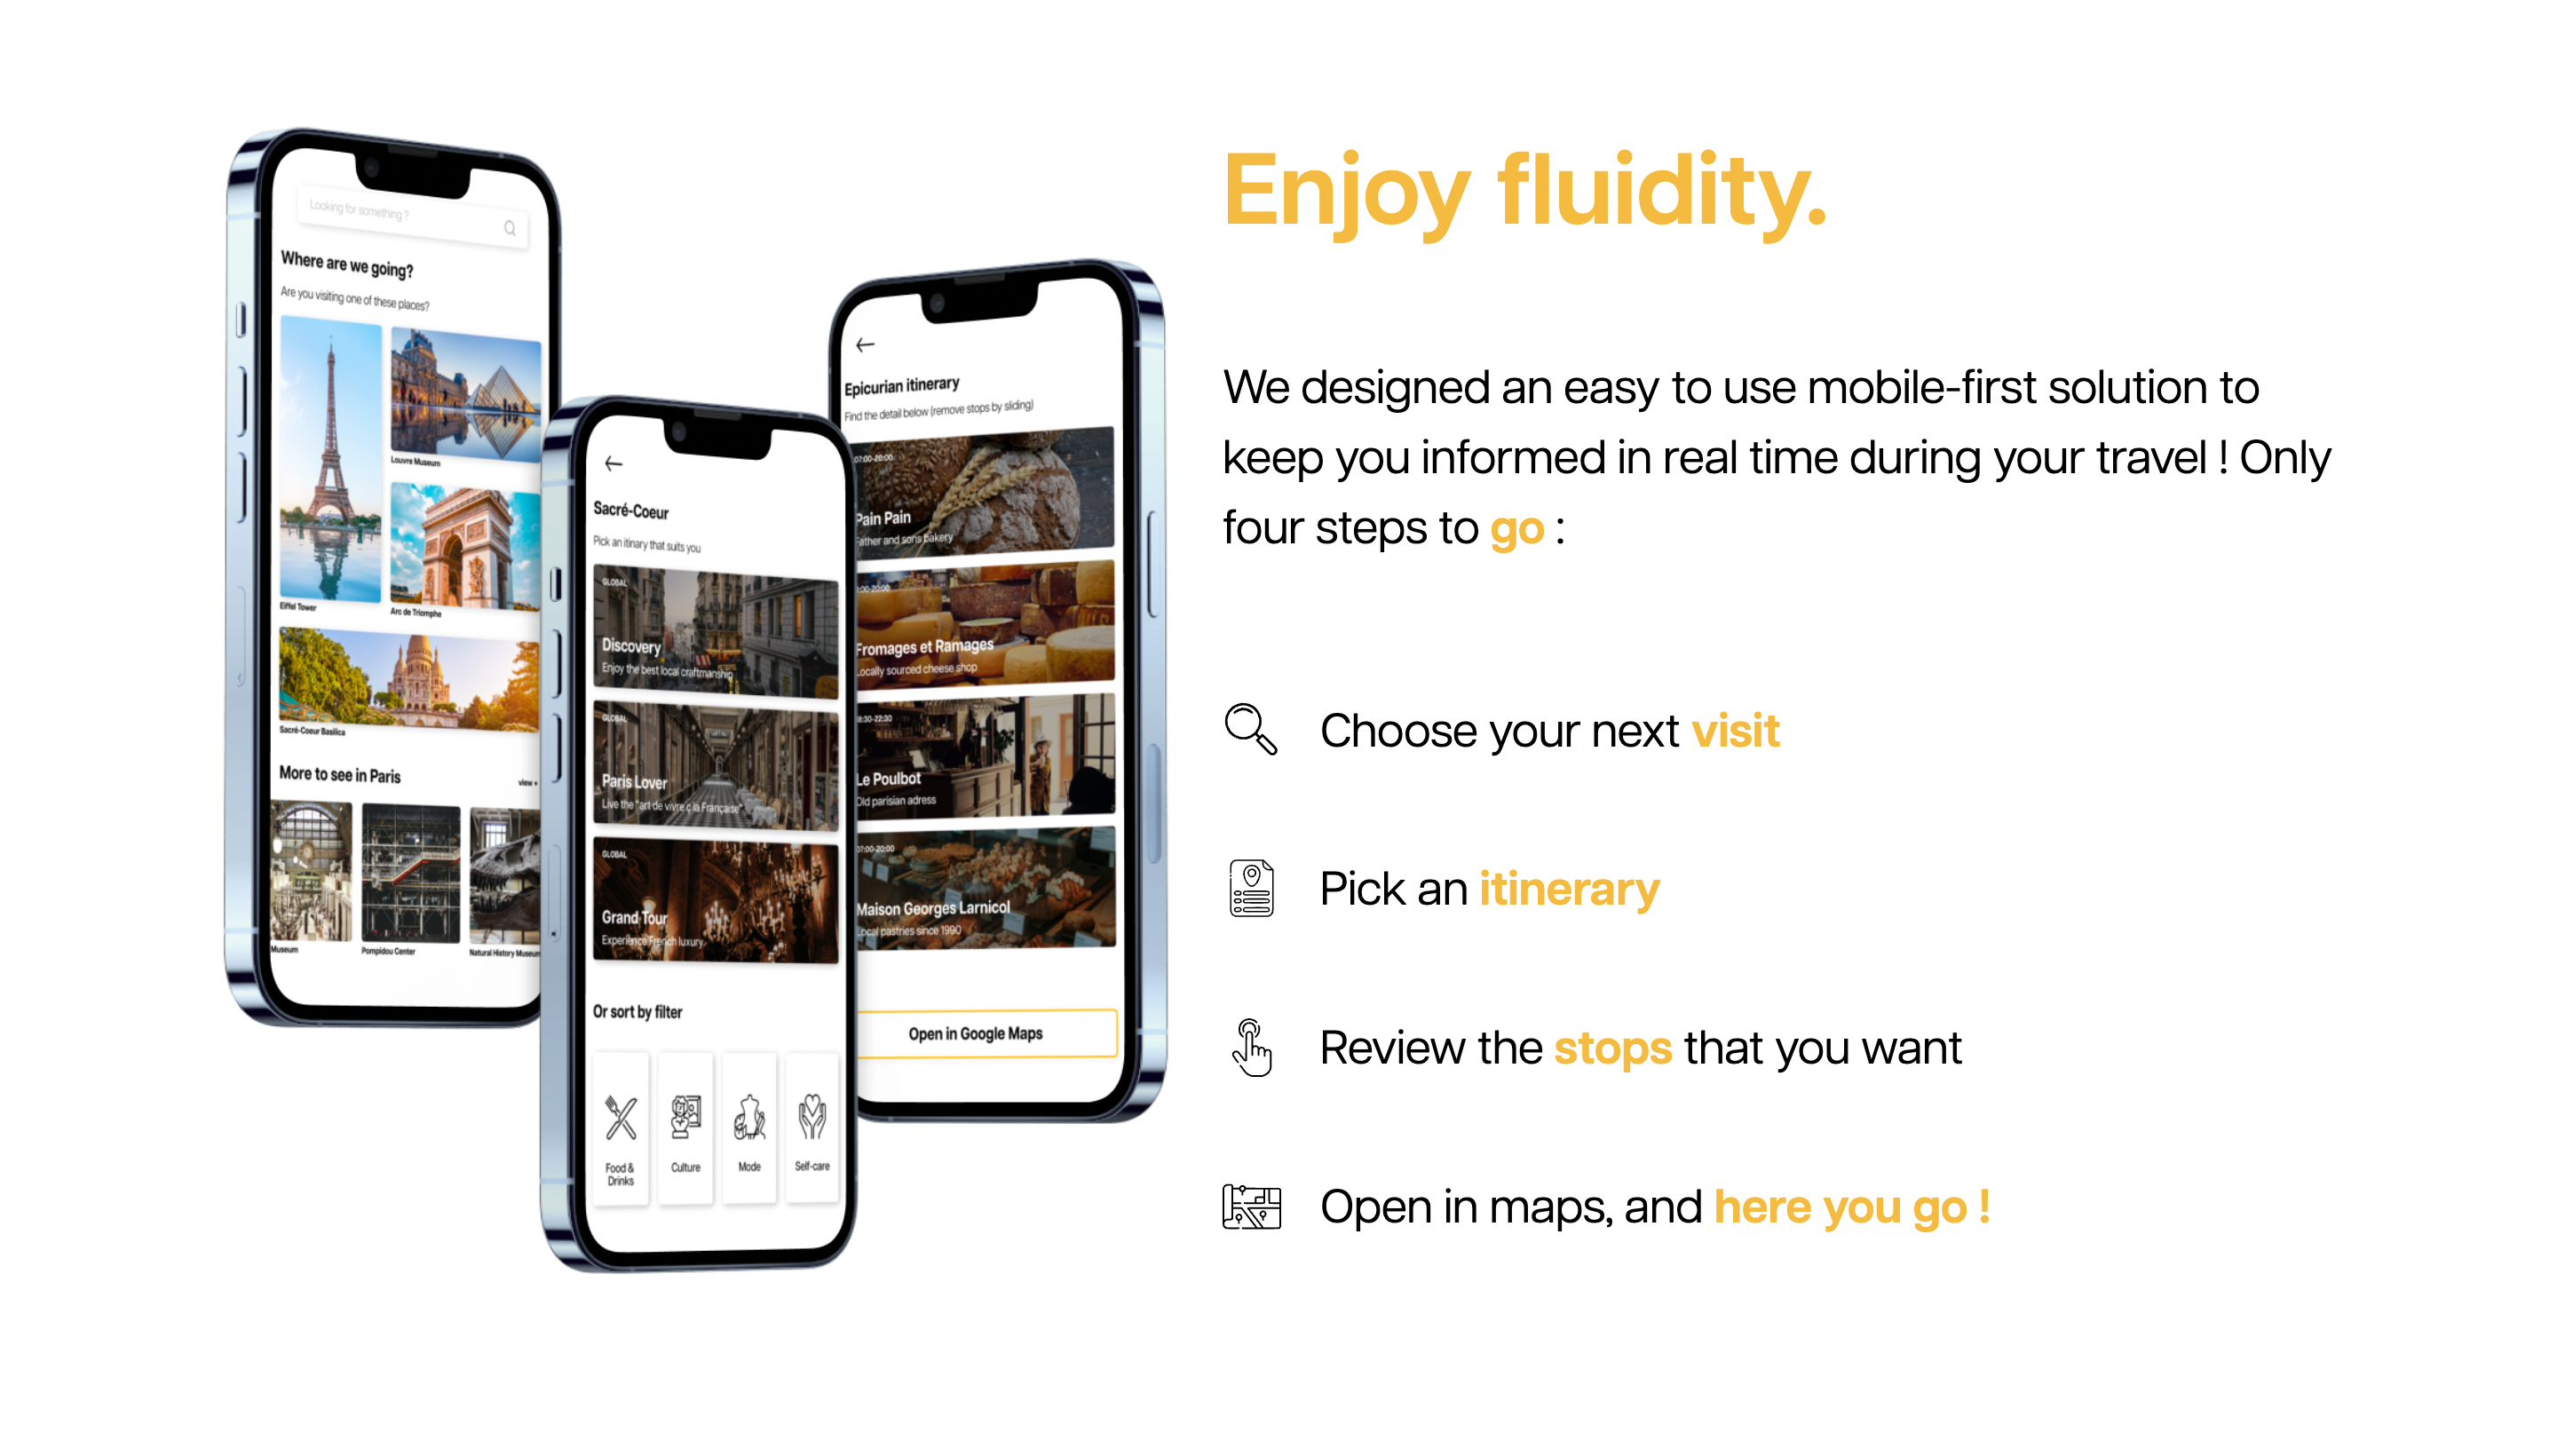 Looking for something ?
Where are we going?
Are you visiting one of these places?
Louvre Museum
Eiffel Tower
Arc de Triomphe
Sacré-Coeur Basilica
More to see in Paris
view +
Museum
Pompidou Center
Natural History Museum
Sacré-Coeur
Pick an itinary that suits you
GLOBAL
Discovery
Enjoy the best local craftmanship
GLOBAL
Paris Lover
Live the "art de vivre ç la Française"
GLOBAL
Grand Tour
Experience French luxury
Or sort by filter
Food &
Drinks
Culture
Mode
Self-care
Epicurian itinerary
Find the detail below (remove stops by sliding)
07:00-20:00
Pain Pain
Father and sons bakery
:00-20:00
Fromages et Ramages
Locally sourced cheese shop
8:30-22:30
Le Poulbot
Old parisian adress
07:00-20:00
Maison Georges Larnicol
Local pastries since 1990
Open in Google Maps
Enjoy fluidity.
We designed an easy to use mobile-first solution to
keep you informed in real time during your travel ! Only
four steps to go :
Choose your next visit
Pick an itinerary
Review the stops that you want
Open in maps, and here you go !